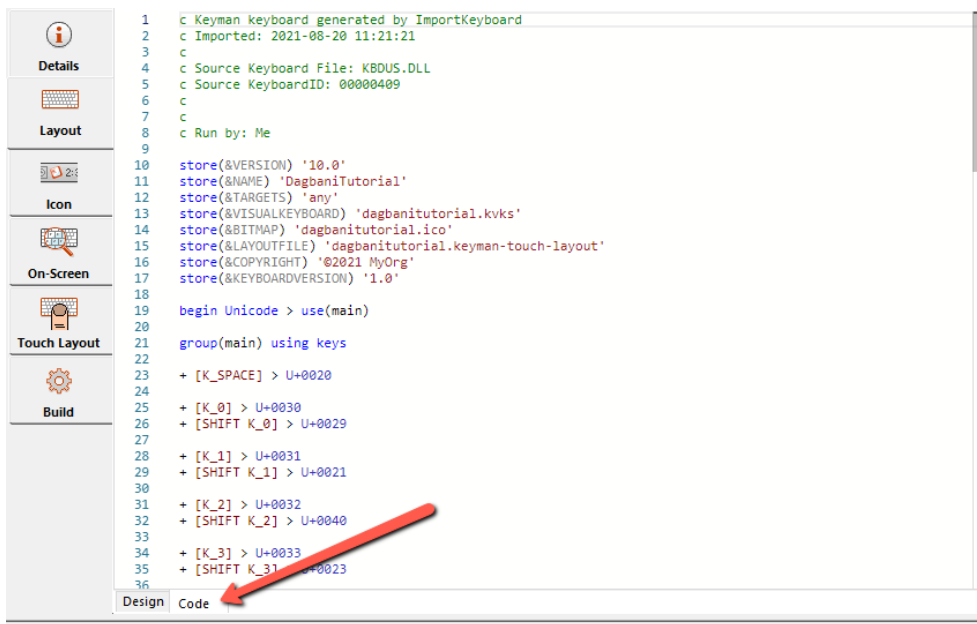 Details
Layout
Icon
On-Screen
Touch Layout
Build
1 c Keyman keyboard generated by ImportKeyboard
2 c Imported: 2021-08-20 11:21:21
3 c
4 c Source Keyboard File: KBDUS.DLL
5 c Source KeyboardID: 00000409
6 c
7 c
8 c Run by: Me
9
10 store(&VERSION) '10.0'
11 store(&NAME) 'DagbaniTutorial'
12 store(&TARGETS) 'any'
13 store(&VISUALKEYBOARD) 'dagbanitutorial.kvks'
14 store(&BITMAP) 'dagbanitutorial.ico'
15 store(&LAYOUTFILE) 'dagbanitutorial.keyman-touch-layout'
16 store(&COPYRIGHT) '©2021 MyOrg'
17 store(&KEYBOARDVERSION) '1.0'
18
19 begin Unicode > use(main)
20
21 group(main) using keys
22
23 + [K_SPACE] > U+0020
24
25 + [K_0] > U+0030
26 + [SHIFT K_0] > U+0029
27
28 + [K_1] > U+0031
29 + [SHIFT K_1] > U+0021
30
31 + [K_2] > U+0032
32 + [SHIFT K_2] > U+0040
33
34 + [K_3] > U+0033
35 + [SHIFT K_3] U+0023
36
Design Code